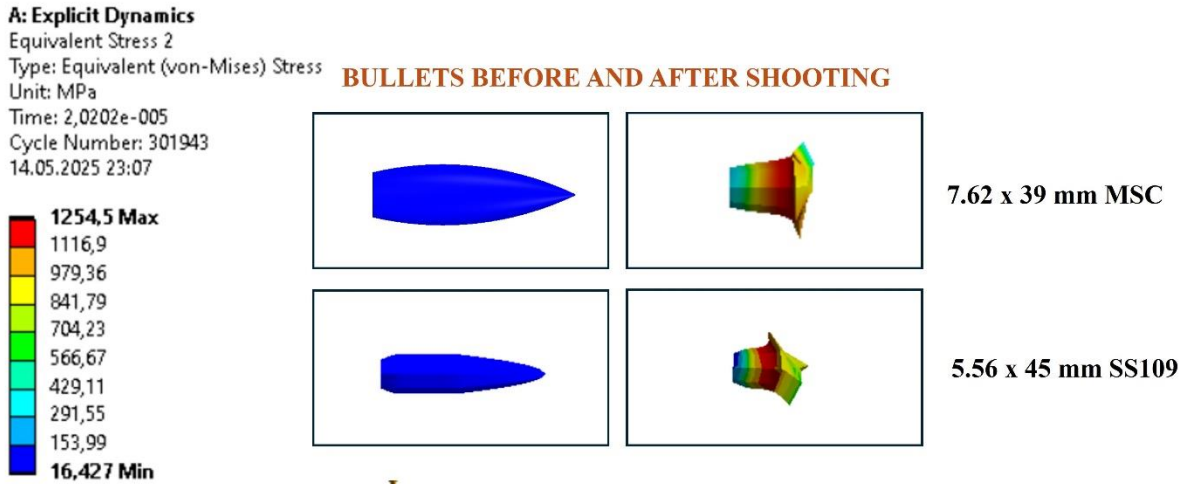 A: Explicit Dynamics
Equivalent Stress 2
Type: Equivalent (von-Mises) Stress
Unit: MPa
Time: 2,0202e-005
Cycle Number: 301943
14.05.2025 23:07
BULLETS BEFORE AND AFTER SHOOTING
1254,5 Max
1116,9
979,36
841,79
704,23
566,67
429,11
291,55
153,99
16,427 Min
7.62 x 39 mm MSC
5.56 x 45 mm SS109